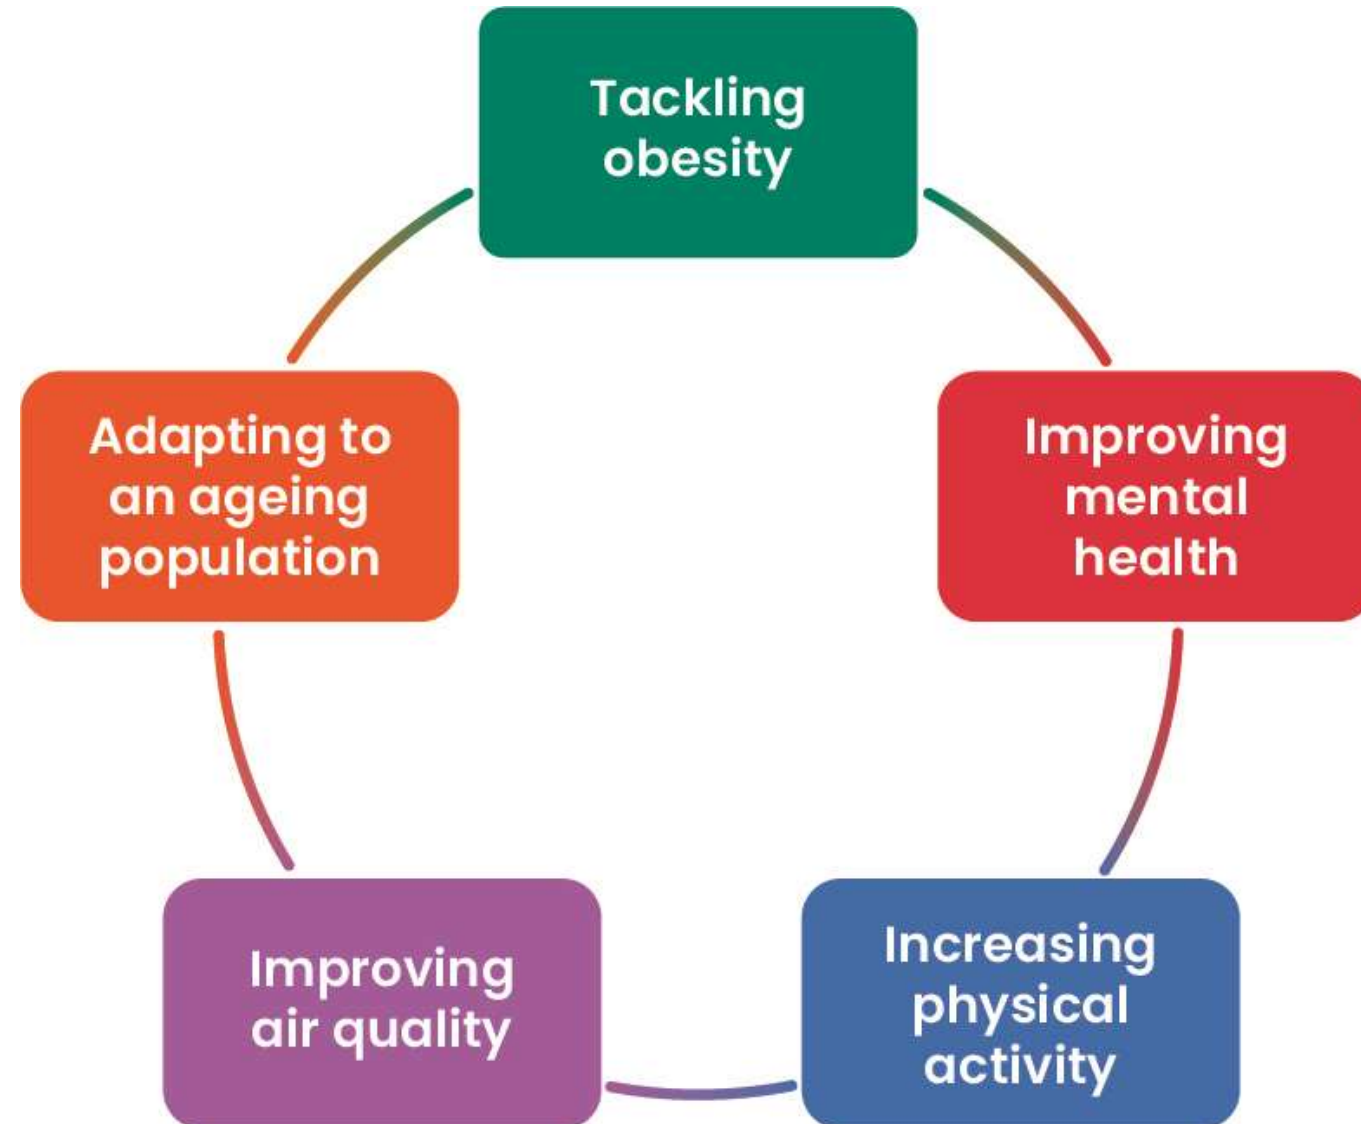 Tackling
obesity
Improving
mental
health
Increasing
physical
activity
Improving
air quality
Adapting to
an ageing
population